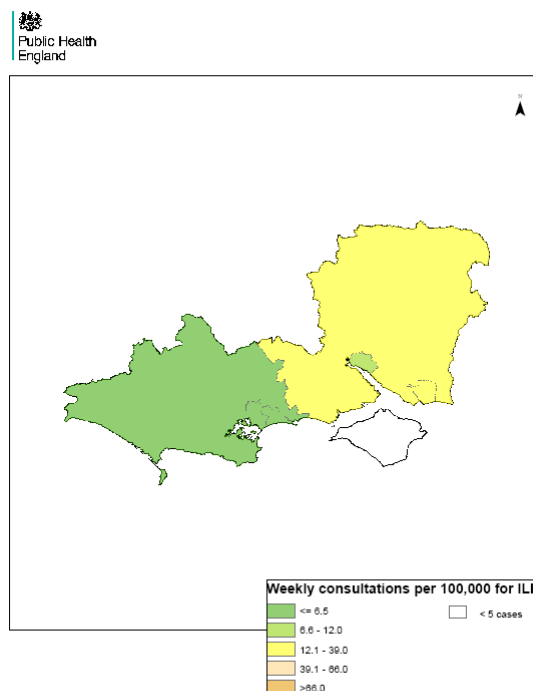 Public Health
England
N
Weekly consultations per 100,000 for ILI
<= 6.5
< 5 cases
6.6 - 12.0
12.1 - 39.0
39.1 - 66.0
>66.0